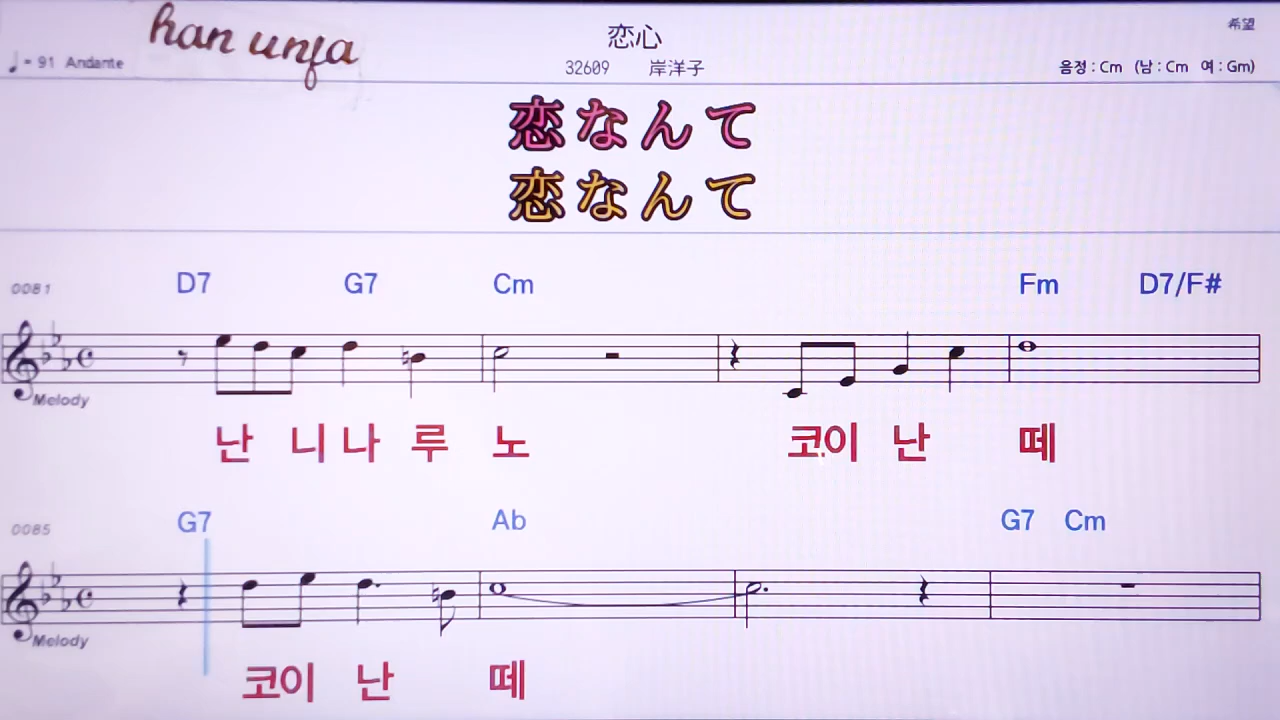 han unja
恋心
希望
♩= 91 Andante
32609 岸洋子
음정 : Cm (남 : Cm 여 : Gm)
恋なんて
恋なんて
0081 D7 G7 Cm Fm D7/F#
Melody
난 니 나 루 노 코이 난 떼
0085 G7 Ab G7 Cm
Melody
코이 난 떼